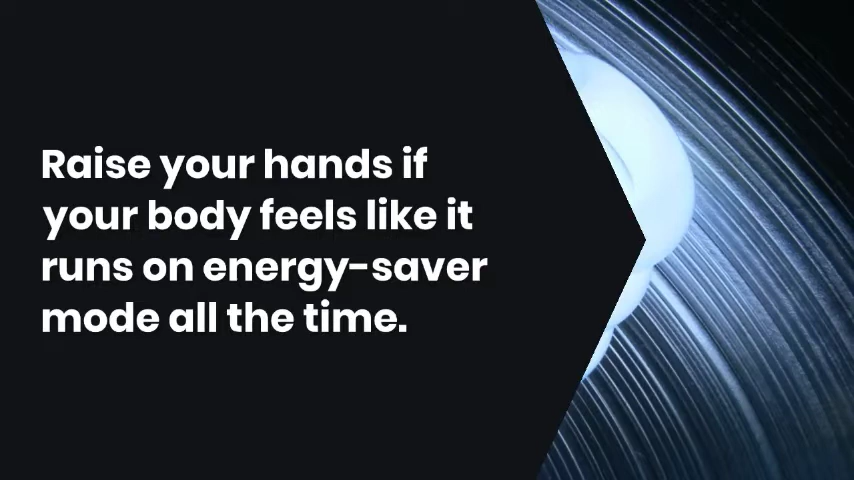 Raise your hands if
your body feels like it
runs on energy-saver
mode all the time.